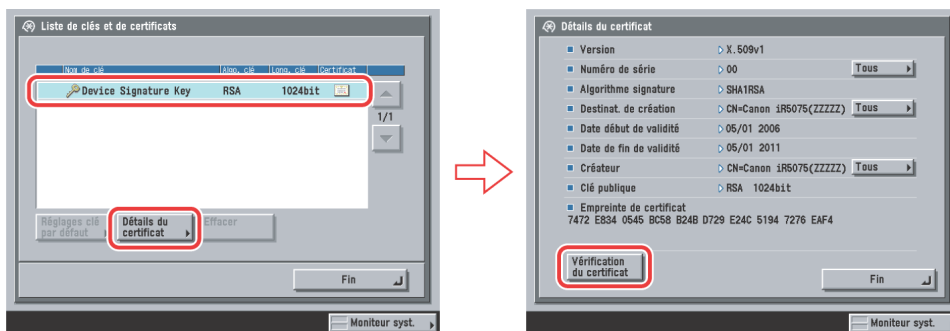 Liste de clés et de certificats
Nom de clé Algo. clé Long. clé Certificat
Device Signature Key RSA 1024bit
1/1
Réglages clé par défaut
Détails du certificat
Effacer
Fin
Moniteur syst.
Détails du certificat
Version X.509v1
Numéro de série 00 Tous
Algorithme signature SHA1RSA
Destinat. de création CN=Canon iR5075(ZZZZZ) Tous
Date début de validité 05/01 2006
Date de fin de validité 05/01 2011
Créateur CN=Canon iR5075(ZZZZZ) Tous
Clé publique RSA 1024bit
Empreinte de certificat
7472 E834 0545 BC58 B24B D729 E24C 5194 7276 EAF4
Vérification
du certificat
Fin
Moniteur syst.